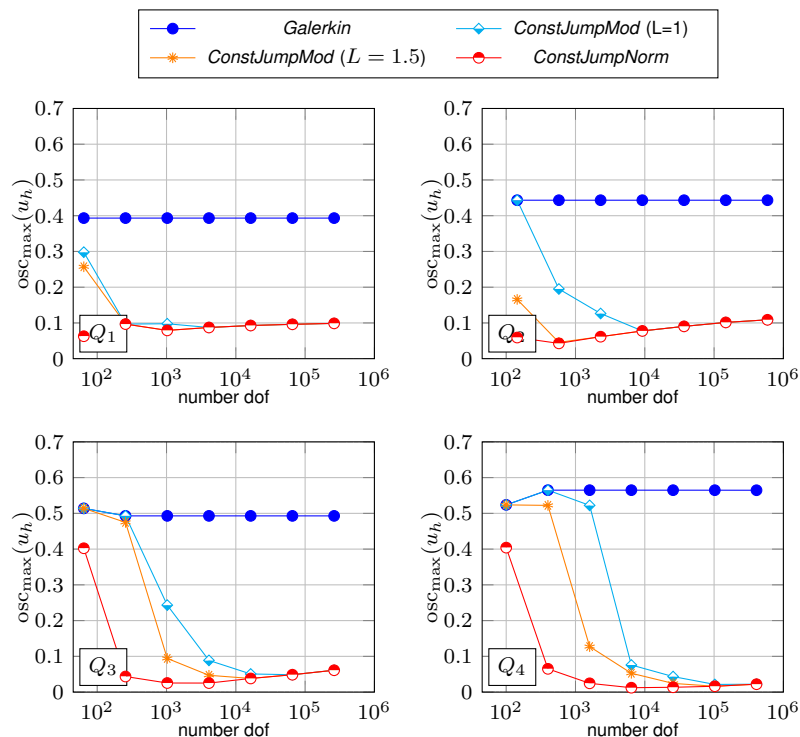 Galerkin
ConstJumpMod (L=1)
ConstJumpMod (L = 1.5)
ConstJumpNorm
0.7
0.6
0.5
0.4
0.3
0.2
0.1
0
osc_max(u_h)
Q_1
10^2 10^3 10^4 10^5 10^6
number dof
0.7
0.6
0.5
0.4
0.3
0.2
0.1
0
osc_max(u_h)
Q_2
10^2 10^3 10^4 10^5 10^6
number dof
0.7
0.6
0.5
0.4
0.3
0.2
0.1
0
osc_max(u_h)
Q_3
10^2 10^3 10^4 10^5 10^6
number dof
0.7
0.6
0.5
0.4
0.3
0.2
0.1
0
osc_max(u_h)
Q_4
10^2 10^3 10^4 10^5 10^6
number dof